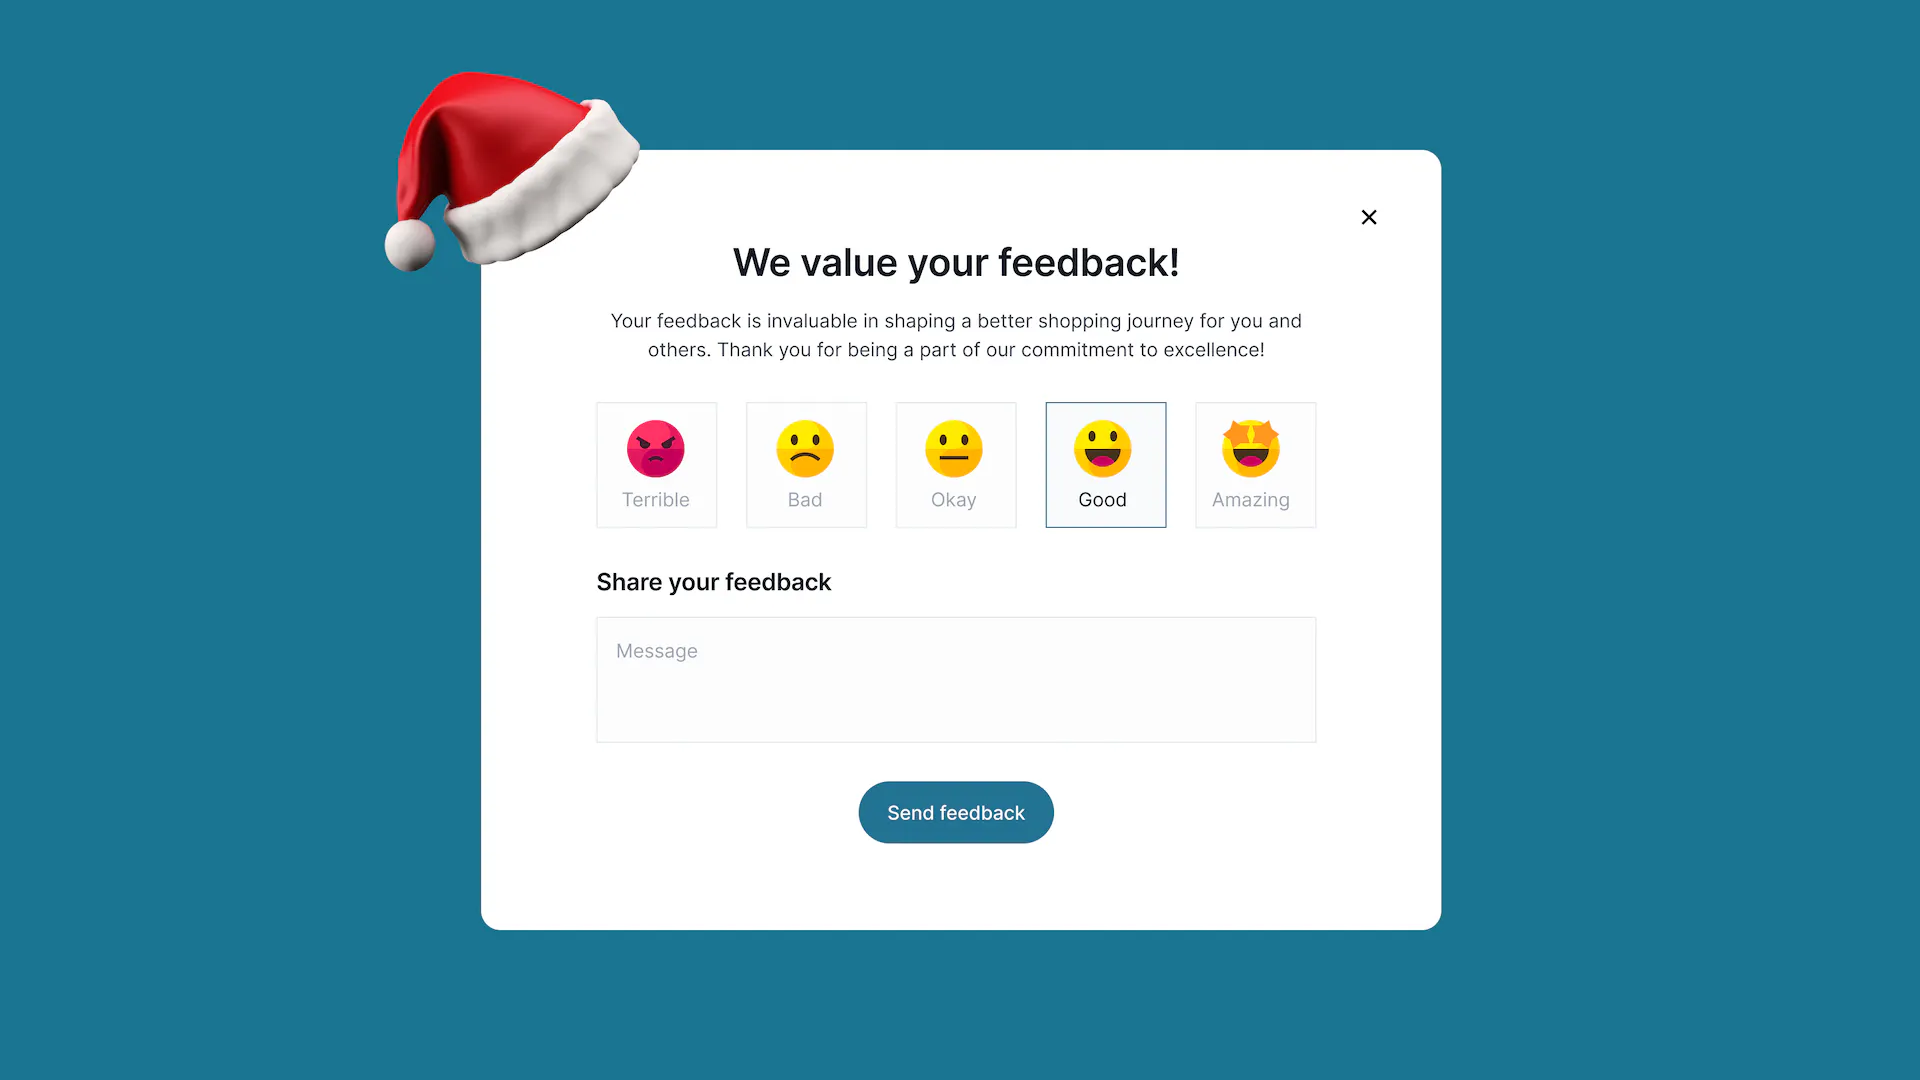 We value your feedback!
Your feedback is invaluable in shaping a better shopping journey for you and
others. Thank you for being a part of our commitment to excellence!
Terrible
Bad
Okay
Good
Amazing
Share your feedback
Message
Send feedback